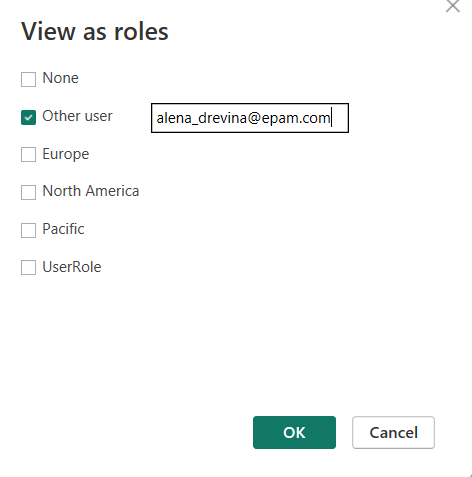 View as roles
None
Other user alena_drevina@epam.com
Europe
North America
Pacific
UserRole
OK Cancel